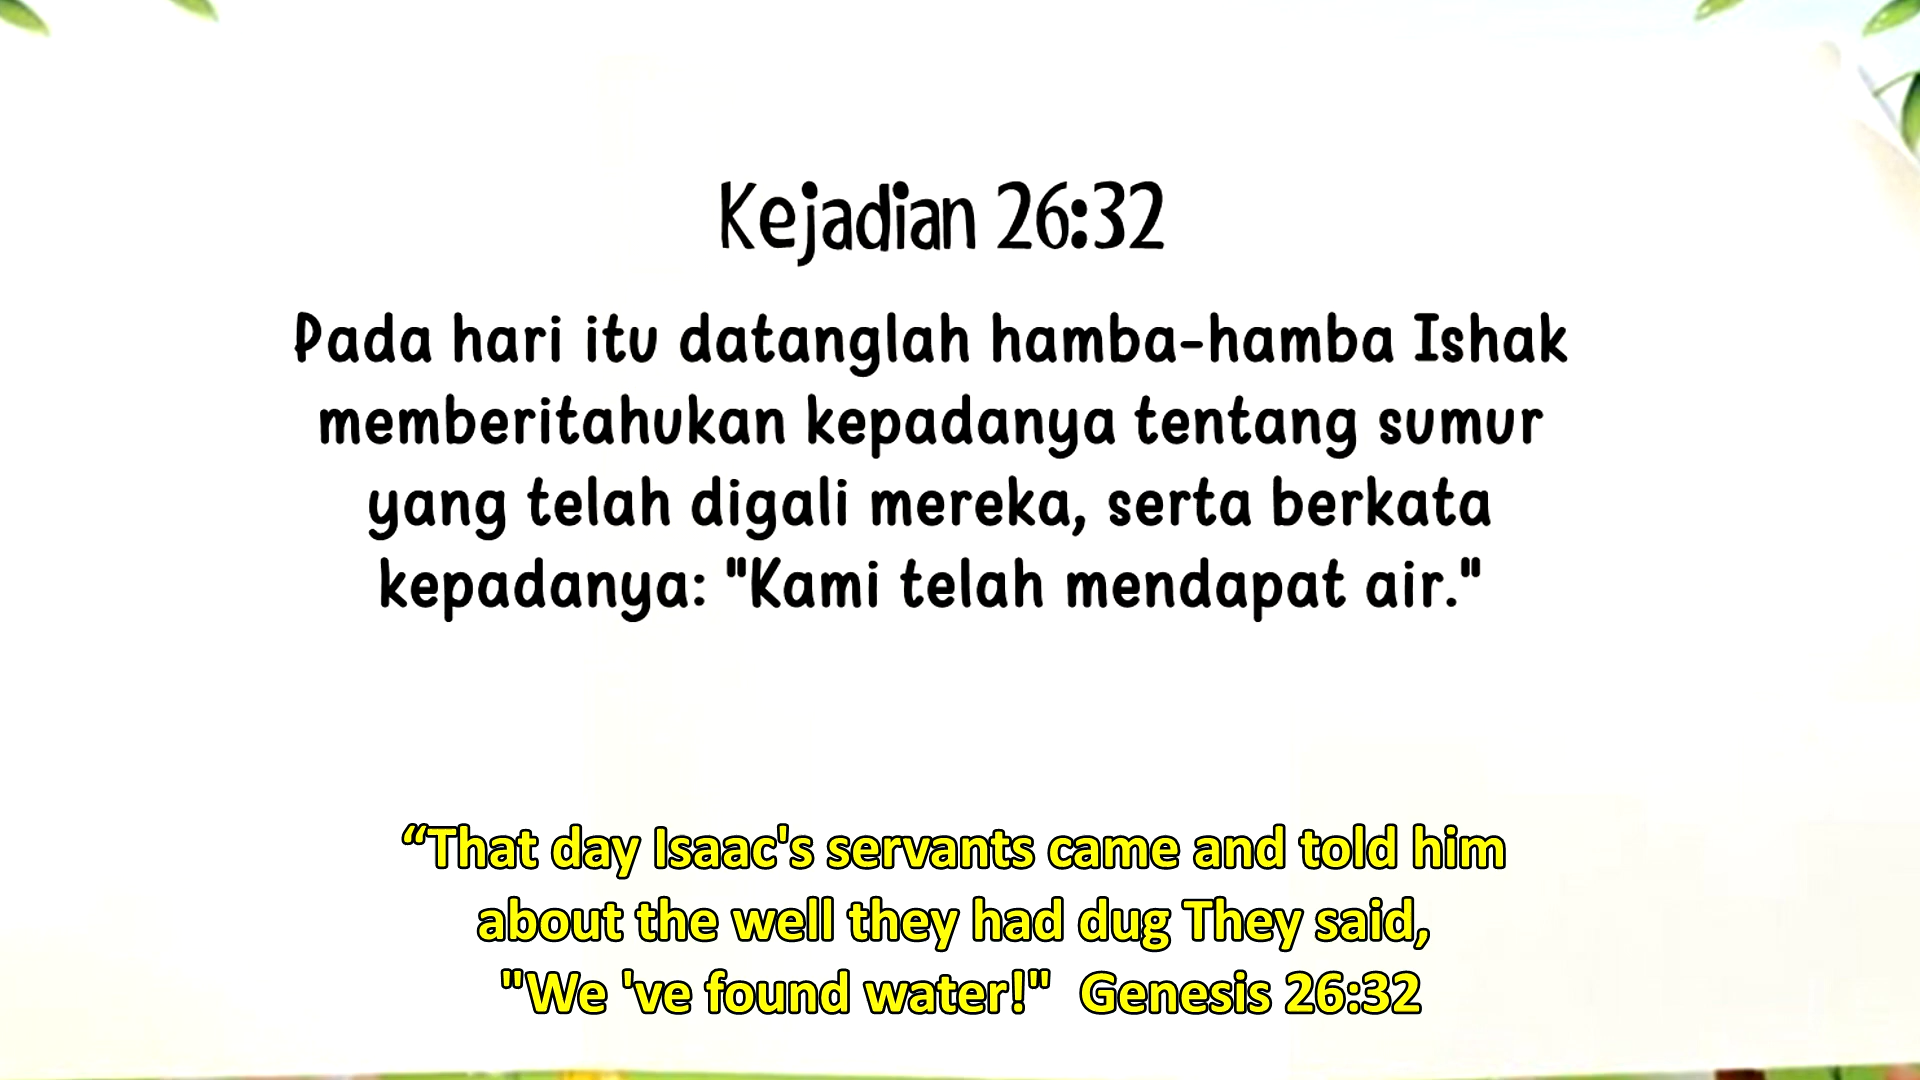 Kejadian 26:32
Pada hari itu datanglah hamba-hamba Ishak
memberitahukan kepadanya tentang sumur
yang telah digali mereka, serta berkata
kepadanya: "Kami telah mendapat air."
“That day Isaac's servants came and told him
about the well they had dug They said,
"We 've found water!"  Genesis 26:32